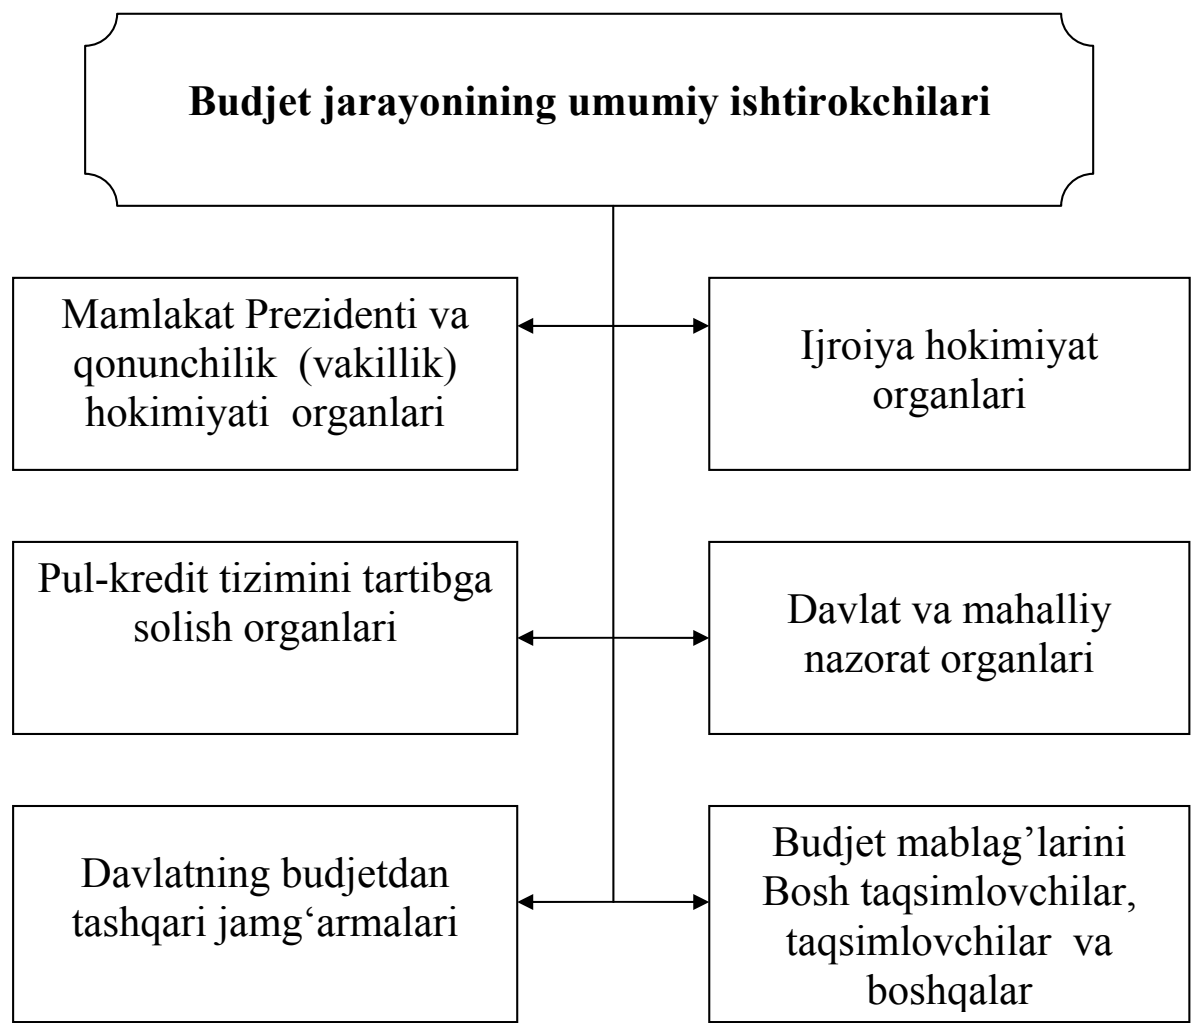 Budjet jarayonining umumiy ishtirokchilari
Mamlakat Prezidenti va
qonunchilik (vakillik)
hokimiyati organlari
Ijroiya hokimiyat
organlari
Pul-kredit tizimini tartibga
solish organlari
Davlat va mahalliy
nazorat organlari
Davlatning budjetdan
tashqari jamg‘armalari
Budjet mablag’larini
Bosh taqsimlovchilar,
taqsimlovchilar va
boshqalar